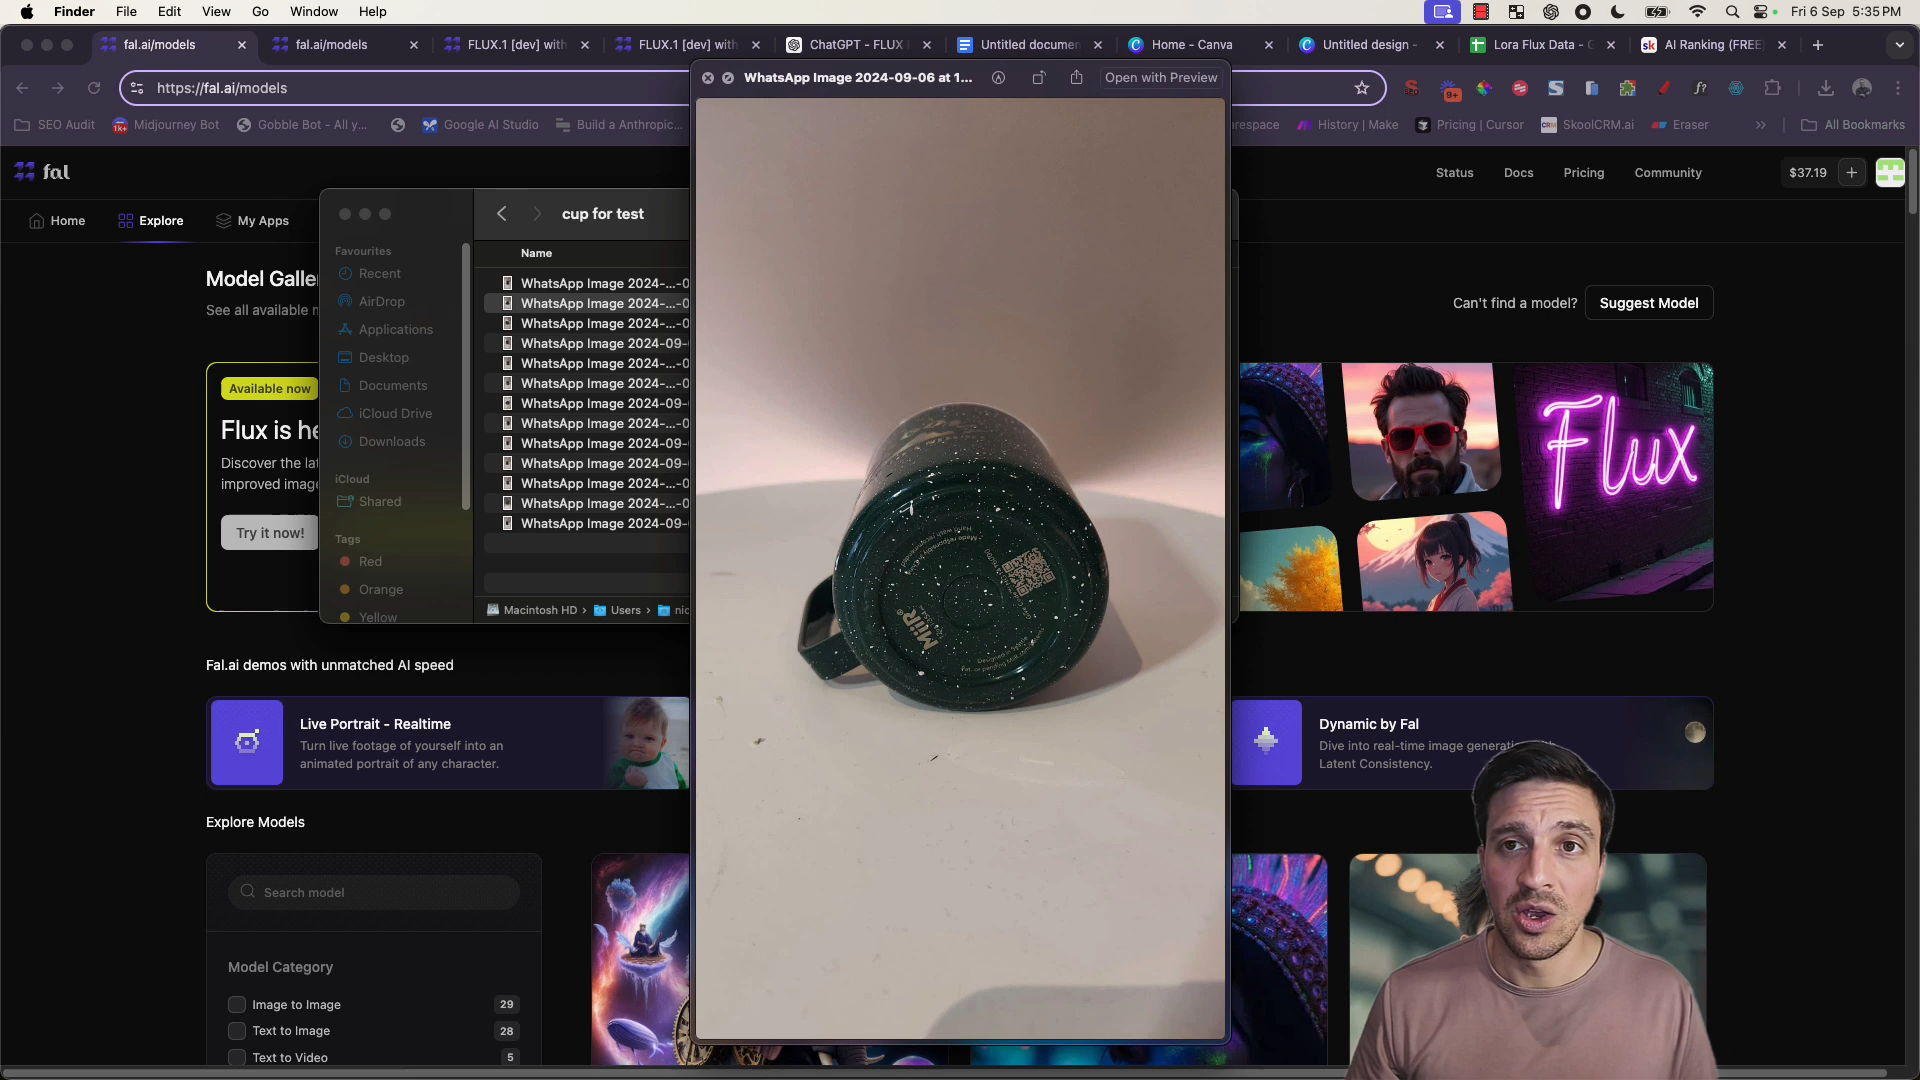 Finder File Edit View Go Window Help
Fri 6 Sep 5:35 PM
fal.ai/models
fal.ai/models
FLUX.1 [dev] with
FLUX.1 [dev] with
ChatGPT - FLUX
Untitled documen
Home - Canva
Untitled design -
Lora Flux Data - G
AI Ranking (FREE
https://fal.ai/models
9+
SEO Audit
1k+
Midjourney Bot
Gobble Bot - All y...
Google AI Studio
Build a Anthropic...
arespace
History | Make
Pricing | Cursor
CRM
SkoolCRM.ai
Eraser
All Bookmarks
WhatsApp Image 2024-09-06 at 1...
Open with Preview
fal
Status
Docs
Pricing
Community
$37.19
Home
Explore
My Apps
Model Galle
See all available m
Can't find a model?
Suggest Model
Available now
Flux is he
Discover the lat
improved image
Try it now!
cup for test
Favourites
Recent
AirDrop
Applications
Desktop
Documents
iCloud Drive
Downloads
iCloud
Shared
Tags
Red
Orange
Yellow
Name
WhatsApp Image 2024-...-0
WhatsApp Image 2024-...-0
WhatsApp Image 2024-...-0
WhatsApp Image 2024-09-
WhatsApp Image 2024-...-0
WhatsApp Image 2024-...-0
WhatsApp Image 2024-09-
WhatsApp Image 2024-...-0
WhatsApp Image 2024-09-
WhatsApp Image 2024-09-
WhatsApp Image 2024-...-0
WhatsApp Image 2024-...-0
WhatsApp Image 2024-09-
Macintosh HD › Users › nic
MiiR®
Flux
Fal.ai demos with unmatched AI speed
Live Portrait - Realtime
Turn live footage of yourself into an
animated portrait of any character.
Dynamic by Fal
Dive into real-time image generati
Latent Consistency.
Explore Models
Search model
Model Category
Image to Image 29
Text to Image 28
Text to Video 5